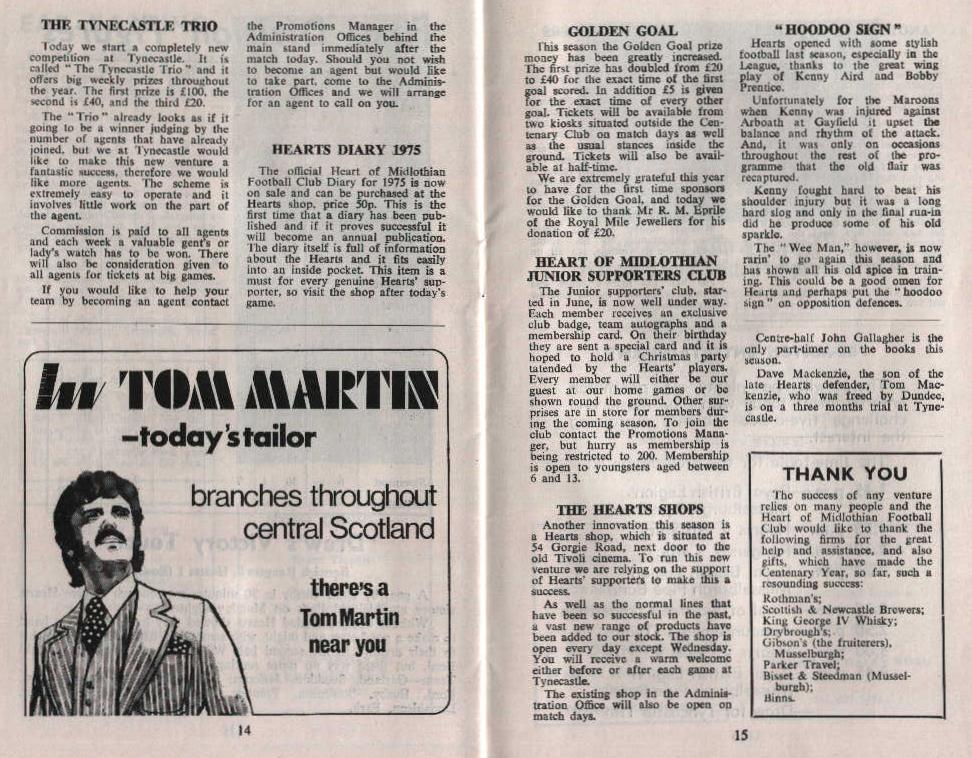 THE TYNECASTLE TRIO
Today we start a completely new
competition at Tynecastle. It is
called "The Tynecastle Trio" and it
offers big weekly prizes throughout
the year. The first prize is £100, the
second is £40, and the third £20.
The "Trio" already looks as if it
going to be a winner judging by the
number of agents that have already
joined, but we at Tynecastle would
like to make this new venture a
fantastic success, therefore we would
like more agents. The scheme is
extremely easy to operate and it
involves little work on the part of
the agent.
Commission is paid to all agents
and each week a valuable gent's or
lady's watch has to be won. There
will also be consideration given to
all agents for tickets at big games.
If you would like to help your
team by becoming an agent contact
the Promotions Manager in the
Administration Offices behind the
main stand immediately after the
match today. Should you not wish
to become an agent but would like
to take part, come to the Adminis-
tration Offices and we will arrange
for an agent to call on you.
HEARTS DIARY 1975
The official Heart of Midlothian
Football Club Diary for 1975 is now
on sale and can be purchased at the
Hearts shop, price 50p. This is the
first time that a diary has been pub-
lished and if it proves successful it
will become an annual publication.
The diary itself is full of information
about the Hearts and it fits easily
into an inside pocket. This item is a
must for every genuine Hearts' sup-
porter, so visit the shop after today's
game.
In TOM MARTIN
–today's tailor
branches throughout
central Scotland
there's a
Tom Martin
near you
14
GOLDEN GOAL
This season the Golden Goal prize
money has been greatly increased.
The first prize has doubled from £20
to £40 for the exact time of the first
goal scored. In addition £5 is given
for the exact time of every other
goal. Tickets will be available from
two kiosks situated outside the Cen-
tenary Club on match days as well
as the usual stances inside the
ground. Tickets will also be avail-
able at half-time.
We are extremely grateful this year
to have for the first time sponsors
for the Golden Goal, and today we
would like to thank Mr R. M. Eprile
of the Royal Mile Jewellers for his
donation of £20.
HEART OF MIDLOTHIAN
JUNIOR SUPPORTERS CLUB
The Junior supporters' club, star-
ted in June, is now well under way.
Each member receives an exclusive
club badge, team autographs and a
membership card. On their birthday
they are sent a special card and it is
hoped to hold a Christmas party
tatended by the Hearts' players.
Every member will either be our
guest at our home games or be
shown round the ground. Other sur-
prises are in store for members dur-
ing the coming season. To join the
club contact the Promotions Mana-
ger, but hurry as membership is
being restricted to 200. Membership
is open to youngsters aged between
6 and 13.
THE HEARTS SHOPS
Another innovation this season is
a Hearts shop, which is situated at
54 Gorgie Road, next door to the
old Tivoli cinema. To run this new
venture we are relying on the support
of Hearts' supporters to make this a
success.
As well as the normal lines that
have been so successful in the past,
a vast new range of products have
been added to our stock. The shop is
open every day except Wednesday.
You will receive a warm welcome
either before or after each game at
Tynecastle.
The existing shop in the Adminis-
tration Office will also be open on
match days.
"HOODOO SIGN"
Hearts opened with some stylish
football last season, especially in the
League, thanks to the great wing
play of Kenny Aird and Bobby
Prentice.
Unfortunately for the Maroons
when Kenny was injured against
Arboath at Gayfield it upset the
balance and rhythm of the attack.
And, it was only on occasions
throughout the rest of the pro-
gramme that the old flair was
recaptured.
Kenny fought hard to beat his
shoulder injury but it was a long
hard slog and only in the final run-in
did he produce some of his old
sparkle.
The "Wee Man," however, is now
rarin' to go again this season and
has shown all his old spice in train-
ing. This could be a good omen for
Hearts and perhaps put the "hoodoo
sign" on opposition defences.
Centre-half John Gallagher is the
only part-timer on the books this
season.
Dave Mackenzie, the son of the
late Hearts defender, Tom Mac-
kenzie, who was freed by Dundee,
is on a three months trial at Tyne-
castle.
THANK YOU
The success of any venture
relies on many people and the
Heart of Midlothian Football
Club would like to thank the
following firms for the great
help and assistance, and also
gifts, which have made the
Centenary Year, so far, such a
resounding success:
Rothman's;
Scottish & Newcastle Brewers;
King George IV Whisky;
Drybrough's;
Gibson's (the fruiterers),
Musselburgh;
Parker Travel;
Bisset & Steedman (Mussel-
burgh);
Binns.
15